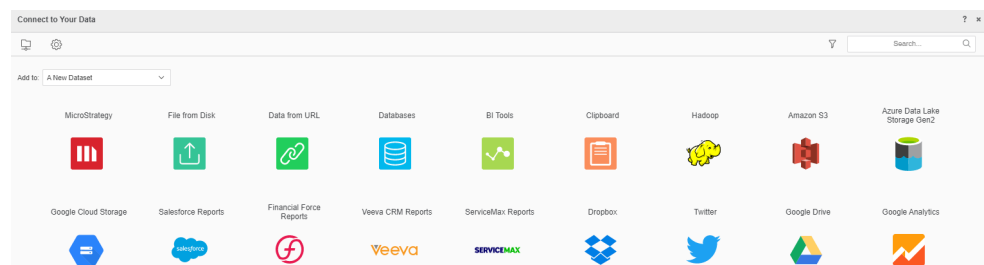 Connect to Your Data
? ×
Search...
Add to: A New Dataset
MicroStrategy File from Disk Data from URL Databases BI Tools Clipboard Hadoop Amazon S3 Azure Data Lake
Storage Gen2
Google Cloud Storage Salesforce Reports Financial Force
Reports Veeva CRM Reports ServiceMax Reports Dropbox Twitter Google Drive Google Analytics
salesforce Veeva SERVICEMAX